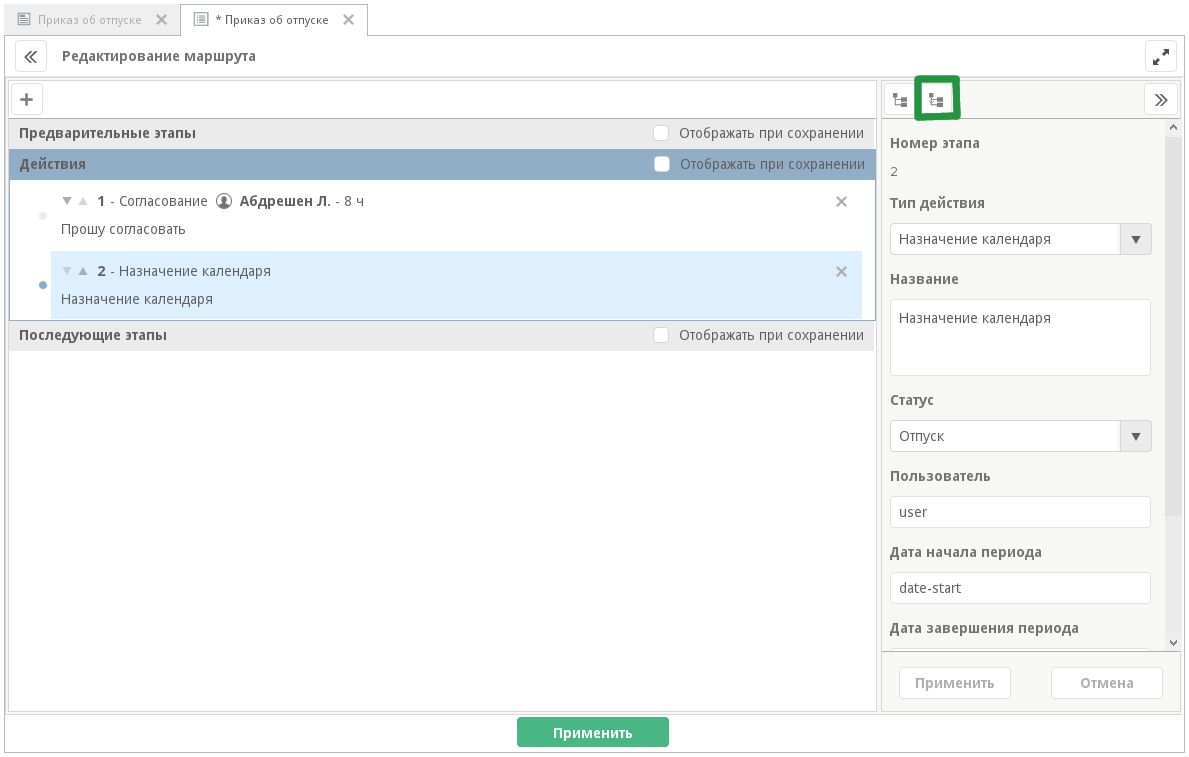 Приказ об отпуске
* Приказ об отпуске
Редактирование маршрута
Предварительные этапы
Отображать при сохранении
Действия
Отображать при сохранении
1 - Согласование Абдрешен Л. - 8 ч
Прошу согласовать
2 - Назначение календаря
Назначение календаря
Последующие этапы
Отображать при сохранении
Номер этапа
2
Тип действия
Назначение календаря
Название
Назначение календаря
Статус
Отпуск
Пользователь
user
Дата начала периода
date-start
Дата завершения периода
Применить
Отмена
Применить